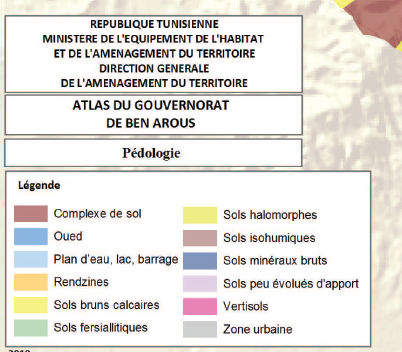 REPUBLIQUE TUNISIENNE
MINISTERE DE L'EQUIPEMENT DE L'HABITAT
ET DE L'AMENAGEMENT DU TERRITOIRE
DIRECTION GENERALE
DE L'AMENAGEMENT DU TERRITOIRE
ATLAS DU GOUVERNORAT
DE BEN AROUS
Pédologie
Légende
Complexe de sol
Oued
Plan d'eau, lac, barrage
Rendzines
Sols bruns calcaires
Sols fersiallitiques
Sols halomorphes
Sols isohumiques
Sols minéraux bruts
Sols peu évolués d'apport
Vertisols
Zone urbaine